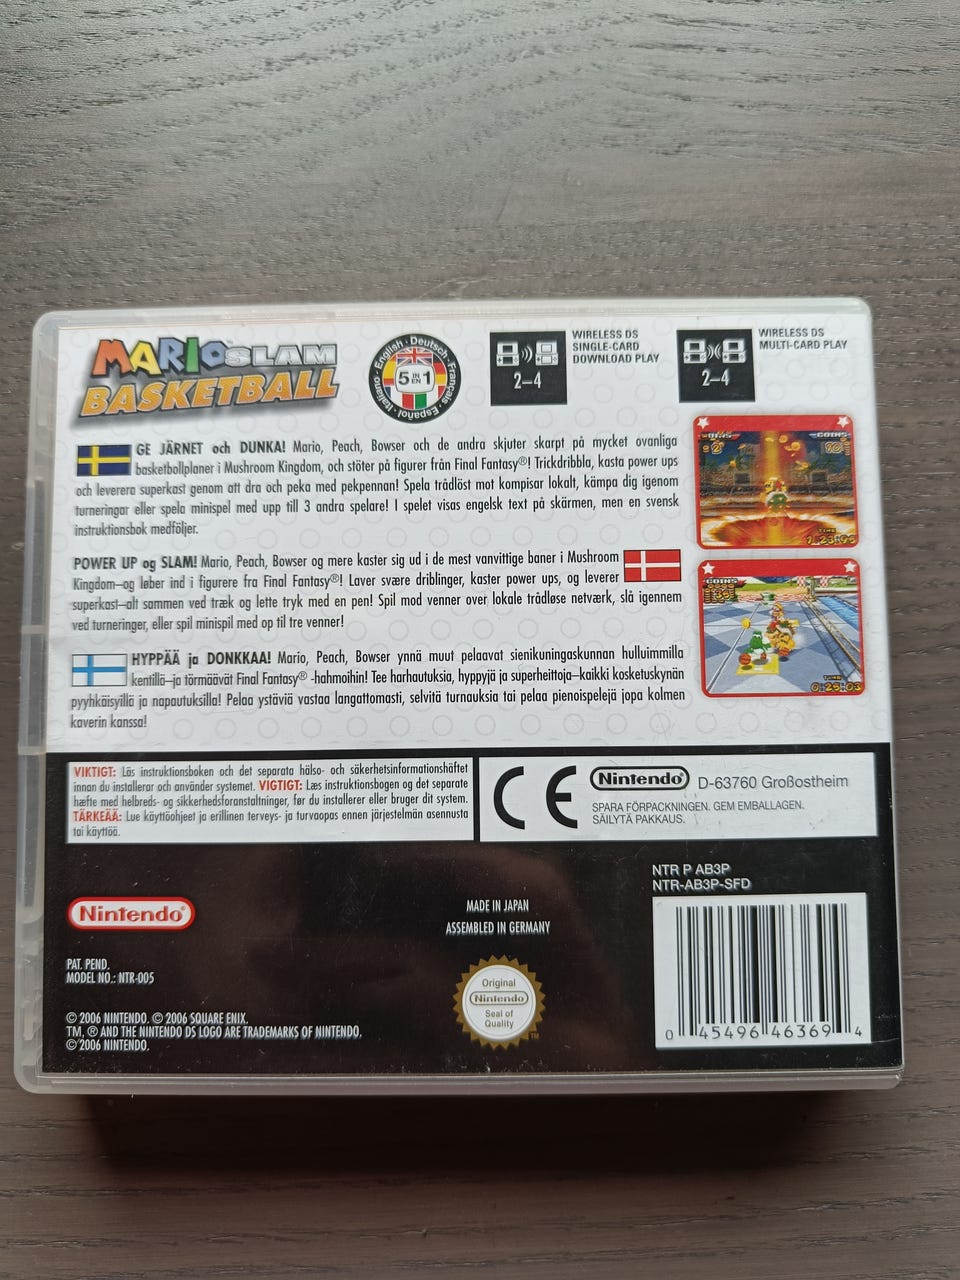 MARIO SLAM
BASKETBALL
English · Deutsch · Français · Español · Italiano
5 IN EN 1
2–4
WIRELESS DS
SINGLE-CARD
DOWNLOAD PLAY
2–4
WIRELESS DS
MULTI-CARD PLAY
GE JÄRNET och DUNKA! Mario, Peach, Bowser och de andra skjuter skarpt på mycket ovanliga
basketbollplaner i Mushroom Kingdom, och stöter på figurer från Final Fantasy®! Trickdribbla, kasta power ups
och leverera superkast genom att dra och peka med pekpennan! Spela trådlöst mot kompisar lokalt, kämpa dig igenom
turneringar eller spela minispel med upp till 3 andra spelare! I spelet visas engelsk text på skärmen, men en svensk
instruktionsbok medföljer.
POWER UP og SLAM! Mario, Peach, Bowser og mere kaster sig ud i de mest vanvittige baner i Mushroom
Kingdom–og løber ind i figurere fra Final Fantasy®! Laver svære driblinger, kaster power ups, og leverer
superkast–alt sammen ved træk og lette tryk med en pen! Spil mod venner over lokale trådløse netværk, slå igennem
ved turneringer, eller spil minispil med op til tre venner!
HYPPÄÄ ja DONKKAA! Mario, Peach, Bowser ynnä muut pelaavat sienikuningaskunnan hulluimmilla
kentillä–ja törmäävät Final Fantasy® -hahmoihin! Tee harhautuksia, hyppyjä ja superheittoja–kaikki kosketuskynän
pyyhkäisyillä ja napautuksilla! Pelaa ystäviä vastaa langattomasti, selvitä turnauksia tai pelaa pienoispelejä jopa kolmen
kaverin kanssa!
COINS
TIME
1:23:03
COINS
TIME
0:29:03
VIKTIGT: Läs instruktionsboken och det separata hälso- och säkerhetsinformationshäftet
innan du installerar och använder systemet. VIGTIGT: Læs instruktionsbogen og det separate
hæfte med helbreds- og sikkerhedsforanstaltninger, før du installerer eller bruger dit system.
TÄRKEÄÄ: Lue käyttöohjeet ja erillinen terveys- ja turvaopas ennen järjestelmän asennusta
tai käyttöä.
CE
Nintendo D-63760 Großostheim
SPARA FÖRPACKNINGEN. GEM EMBALLAGEN.
SÄILYTÄ PAKKAUS.
NTR P AB3P
NTR-AB3P-SFD
Nintendo®
MADE IN JAPAN
ASSEMBLED IN GERMANY
PAT. PEND.
MODEL NO.: NTR-005
Original
Nintendo
Seal of
Quality
TM
© 2006 NINTENDO. © 2006 SQUARE ENIX.
TM, ® AND THE NINTENDO DS LOGO ARE TRADEMARKS OF NINTENDO.
© 2006 NINTENDO.
0 45496 46369 4